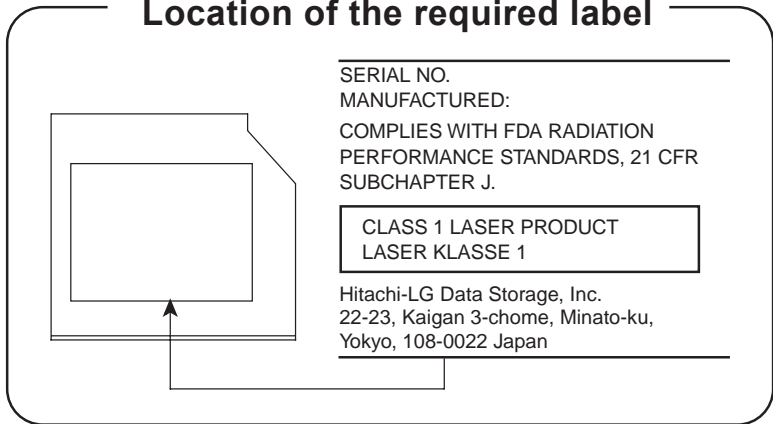 Location of the required label
SERIAL NO.
MANUFACTURED:
COMPLIES WITH FDA RADIATION
PERFORMANCE STANDARDS, 21 CFR
SUBCHAPTER J.
CLASS 1 LASER PRODUCT
LASER KLASSE 1
Hitachi-LG Data Storage, Inc.
22-23, Kaigan 3-chome, Minato-ku,
Yokyo, 108-0022 Japan